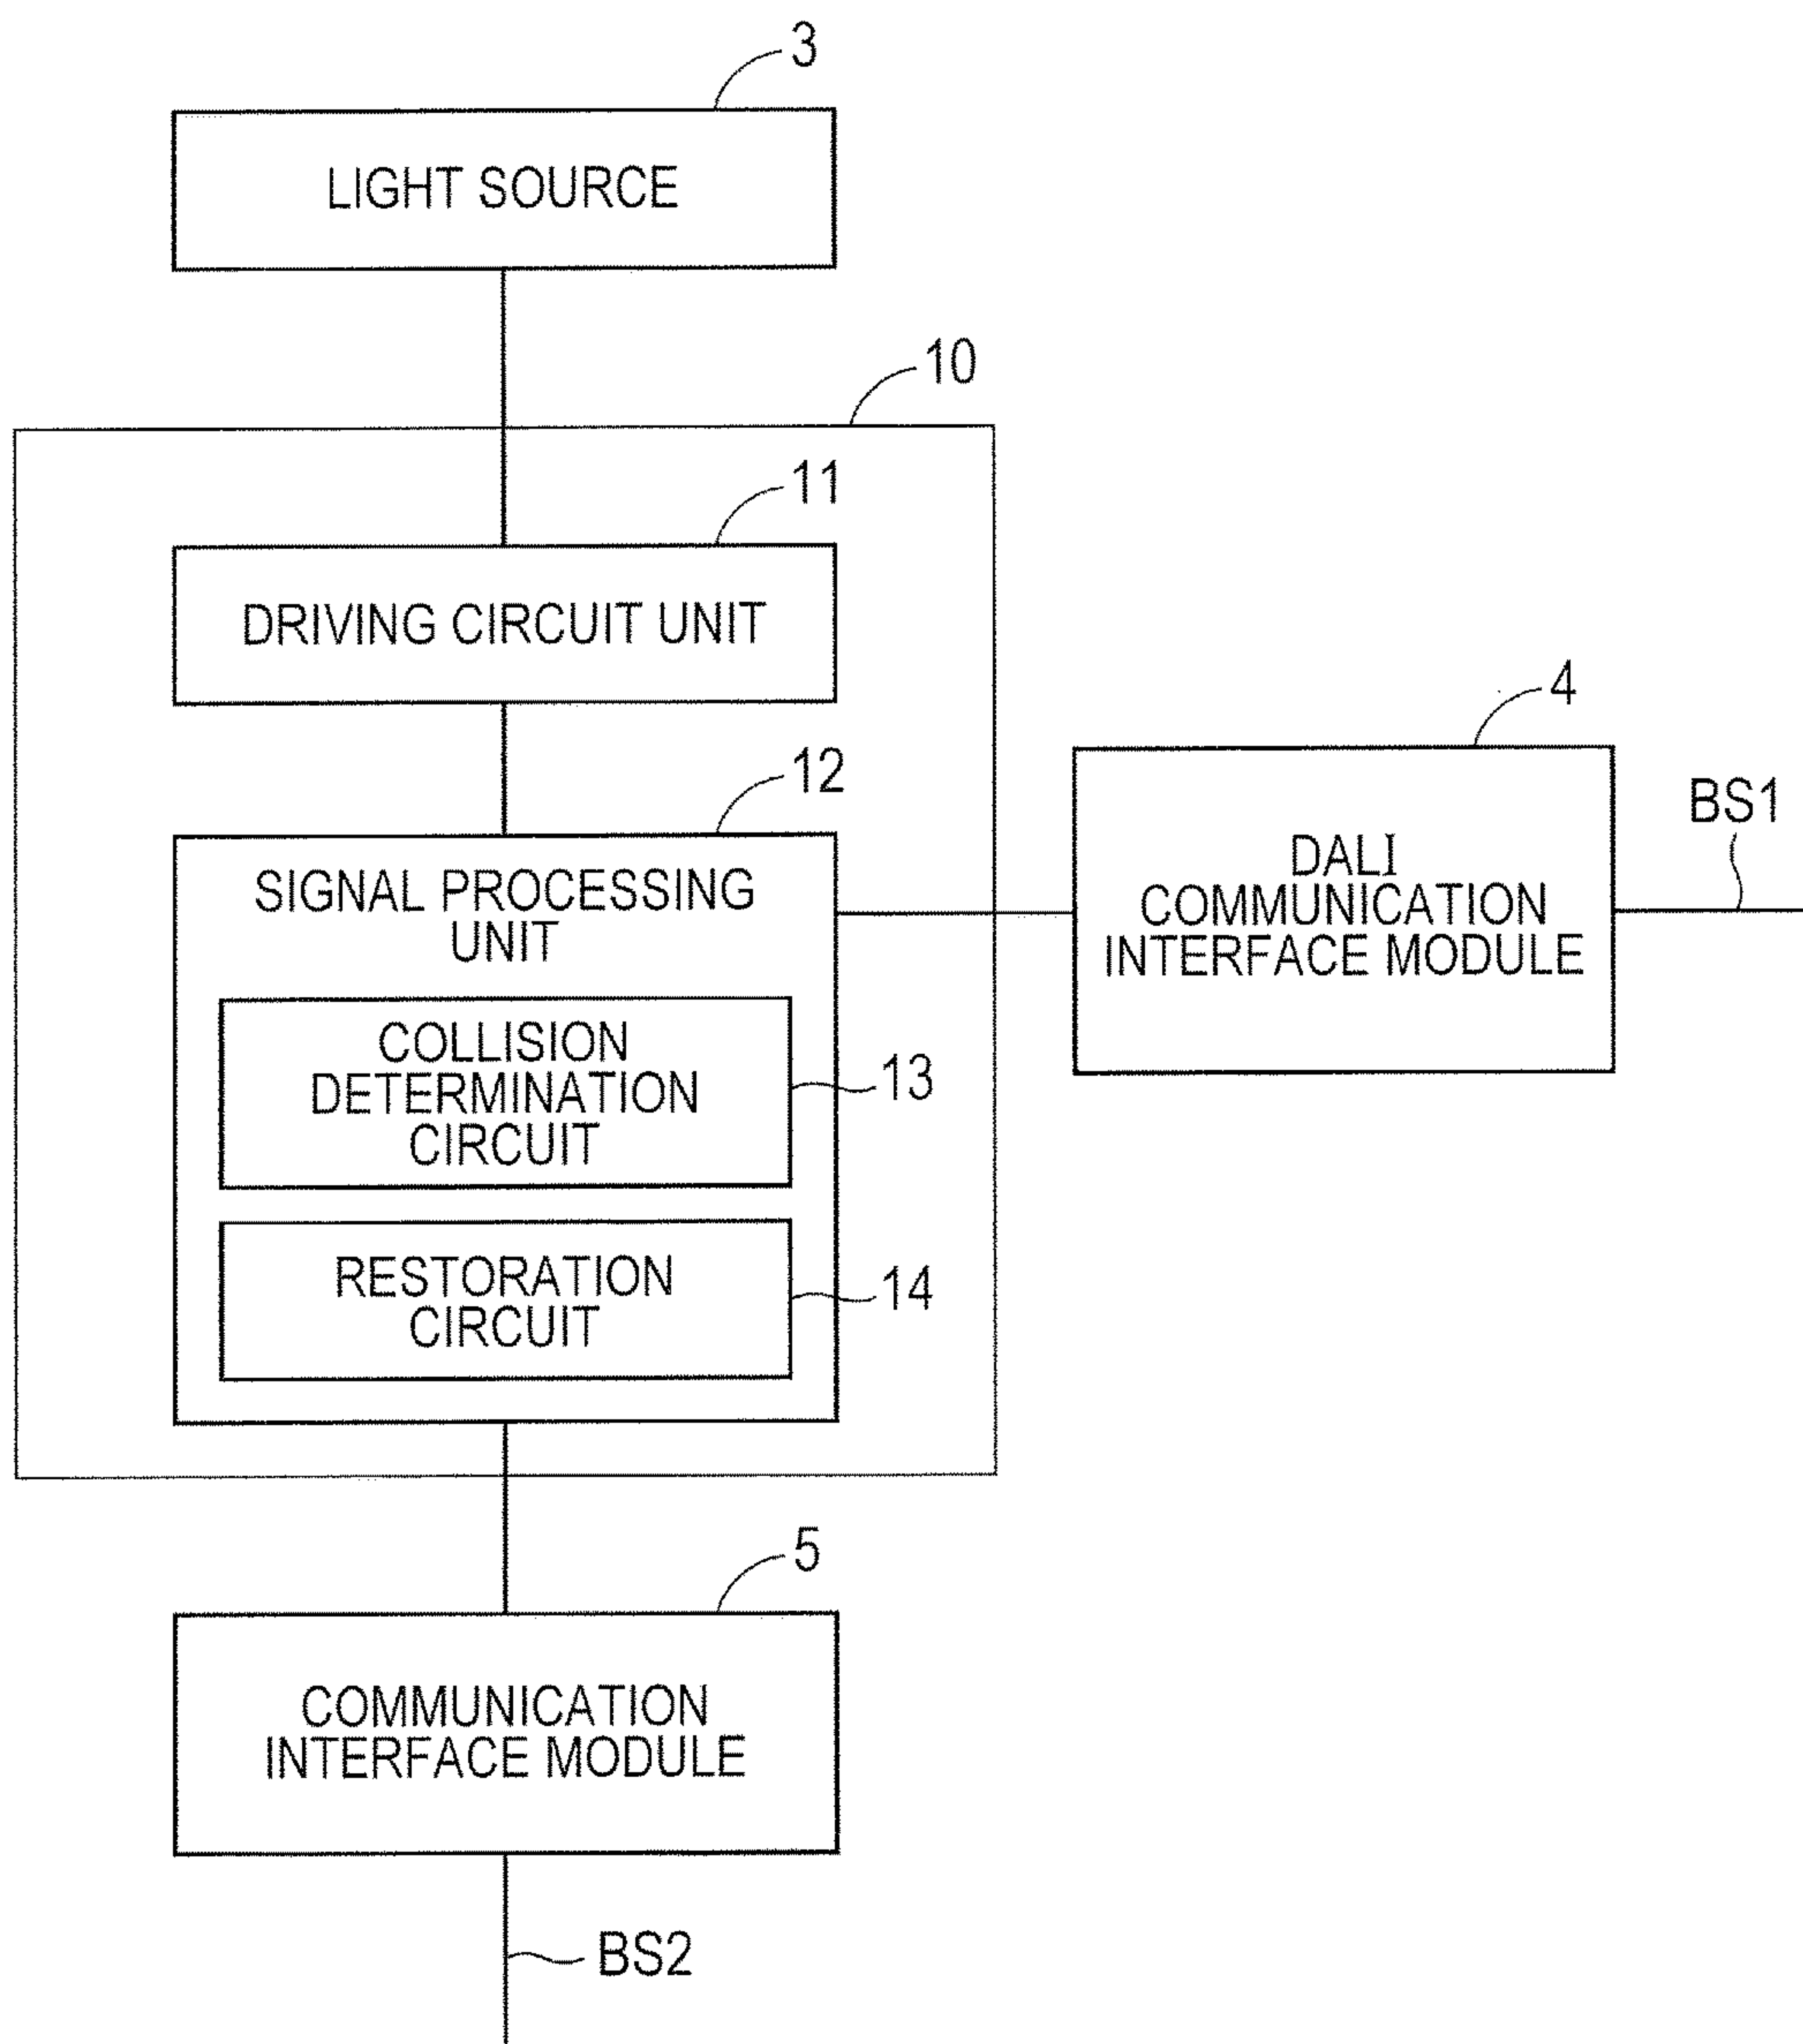 3
LIGHT SOURCE
10
11
DRIVING CIRCUIT UNIT
4
12
BS1
DALI
COMMUNICATION
INTERFACE MODULE
SIGNAL PROCESSING
UNIT
COLLISION
DETERMINATION
CIRCUIT
13
RESTORATION
CIRCUIT
14
5
COMMUNICATION
INTERFACE MODULE
BS2